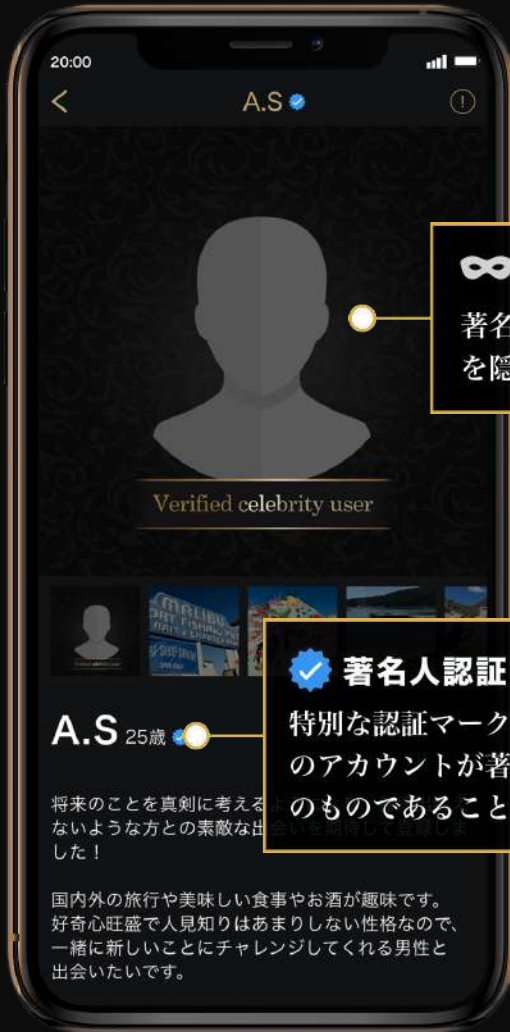 20:00
A.S
Verified celebrity user
著名
を隠
MALIBU
著名人認証
特別な認証マーク
のアカウントが著
のものであること
A.S 25歳
将来のことを真剣に考える
ないような方との素敵な出会いを期待して登録しま
した！
国内外の旅行や美味しい食事やお酒が趣味です。
好奇心旺盛で人見知りはあまりしない性格なので、
一緒に新しいことにチャレンジしてくれる男性と
出会いたいです。